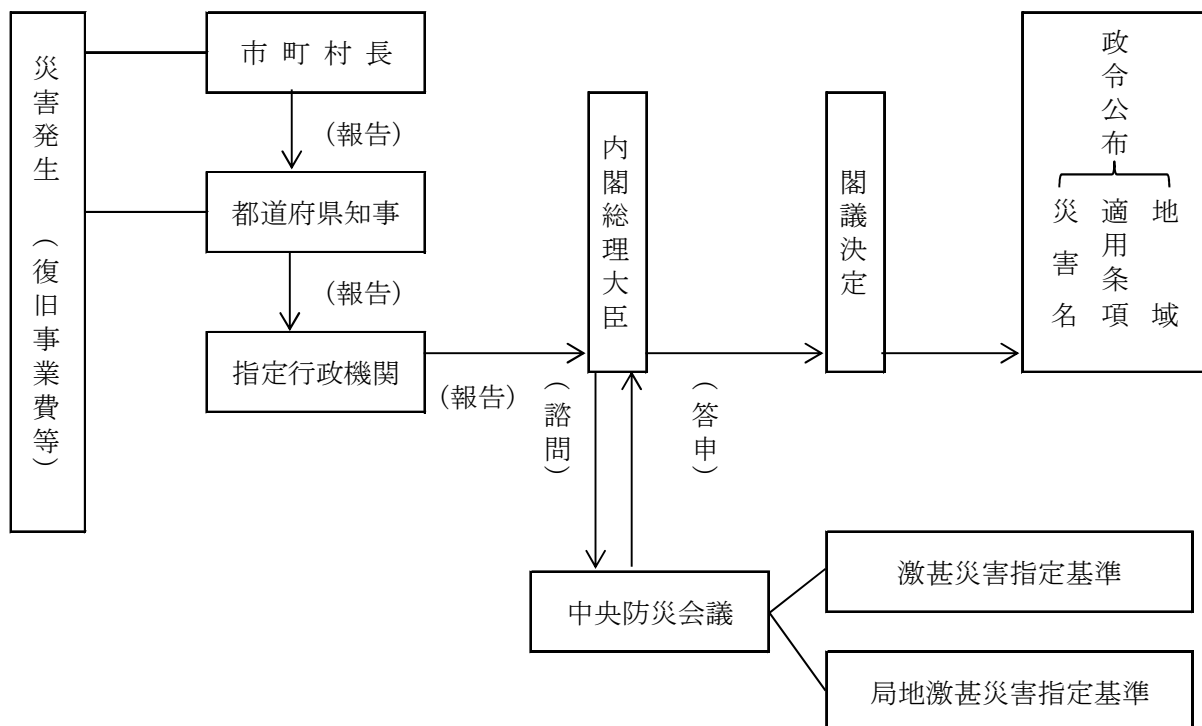 災害発生 （復旧事業費等）
市町村長
（報告）
都道府県知事
（報告）
指定行政機関
（報告）
内閣総理大臣
（諮問）
（答申）
閣議決定
政令公布
災害名
適用条項
地域
中央防災会議
激甚災害指定基準
局地激甚災害指定基準